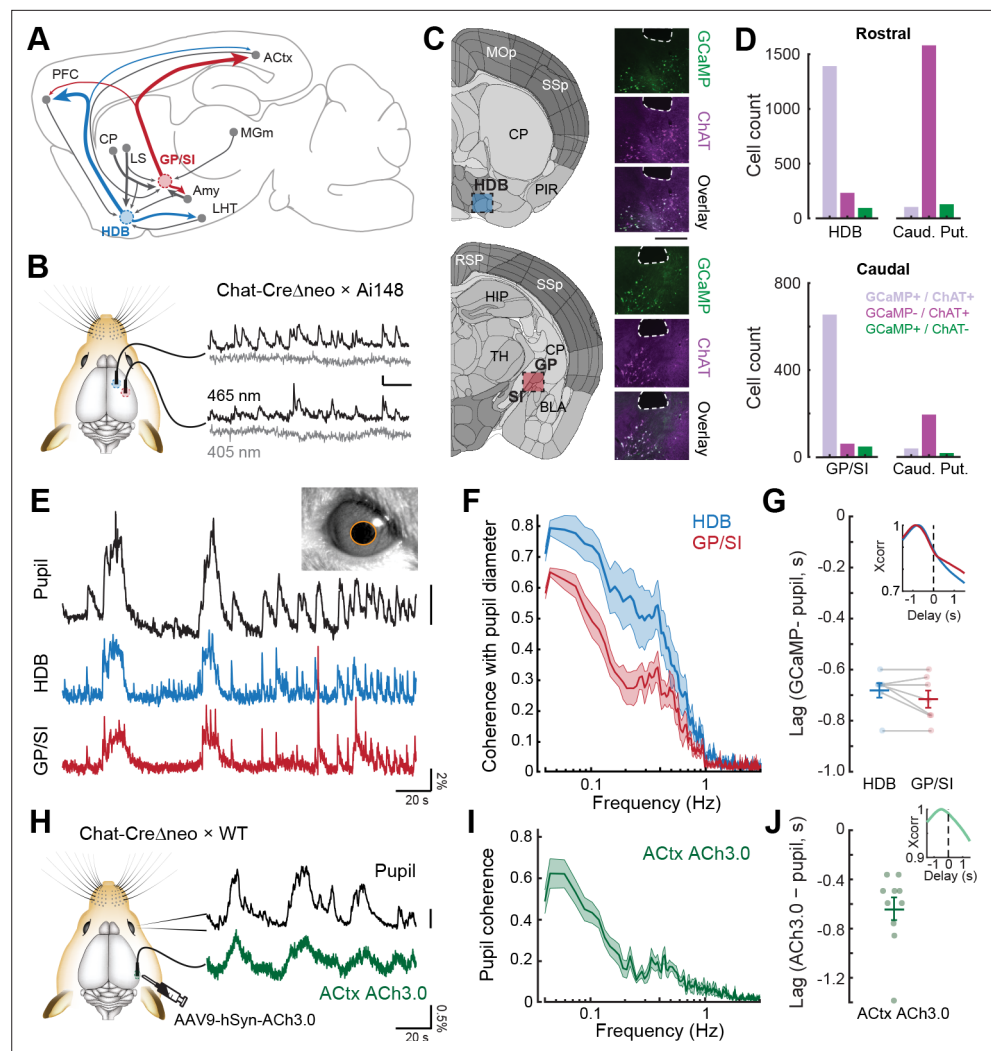 A
PFC
ACtx
CP
LS
MGm
GP/SI
Amy
LHT
HDB
B
Chat-CreΔneo × Ai148
465 nm
405 nm
C
MOp
SSp
CP
HDB
PIR
GCaMP
ChAT
Overlay
RSP
SSp
HIP
TH
CP
GP
SI
BLA
GCaMP
ChAT
Overlay
D
Rostral
Cell count
1500
1000
500
0
HDB
Caud. Put.
Caudal
GCaMP+ / ChAT+
GCaMP- / ChAT+
GCaMP+ / ChAT-
Cell count
800
400
0
GP/SI
Caud. Put.
E
Pupil
HDB
GP/SI
2%
20 s
F
HDB
GP/SI
Coherence with pupil diameter
0.8
0.7
0.6
0.5
0.4
0.3
0.2
0.1
0
0.1
1
Frequency (Hz)
G
Lag (GCaMP- pupil, s)
0
-0.2
-0.4
-0.6
-0.8
-1.0
HDB
GP/SI
Xcorr
1
0.7
-1 0 1
Delay (s)
H
Chat-CreΔneo × WT
Pupil
ACtx ACh3.0
AAV9-hSyn-ACh3.0
0.5%
20 s
I
ACtx ACh3.0
Pupil coherence
0.8
0.6
0.4
0.2
0
0.1
1
Frequency (Hz)
J
Lag (ACh3.0 − pupil, s)
0
-0.4
-0.8
-1.2
ACtx ACh3.0
Xcorr
1
0.9
-1 0 1
Delay (s)